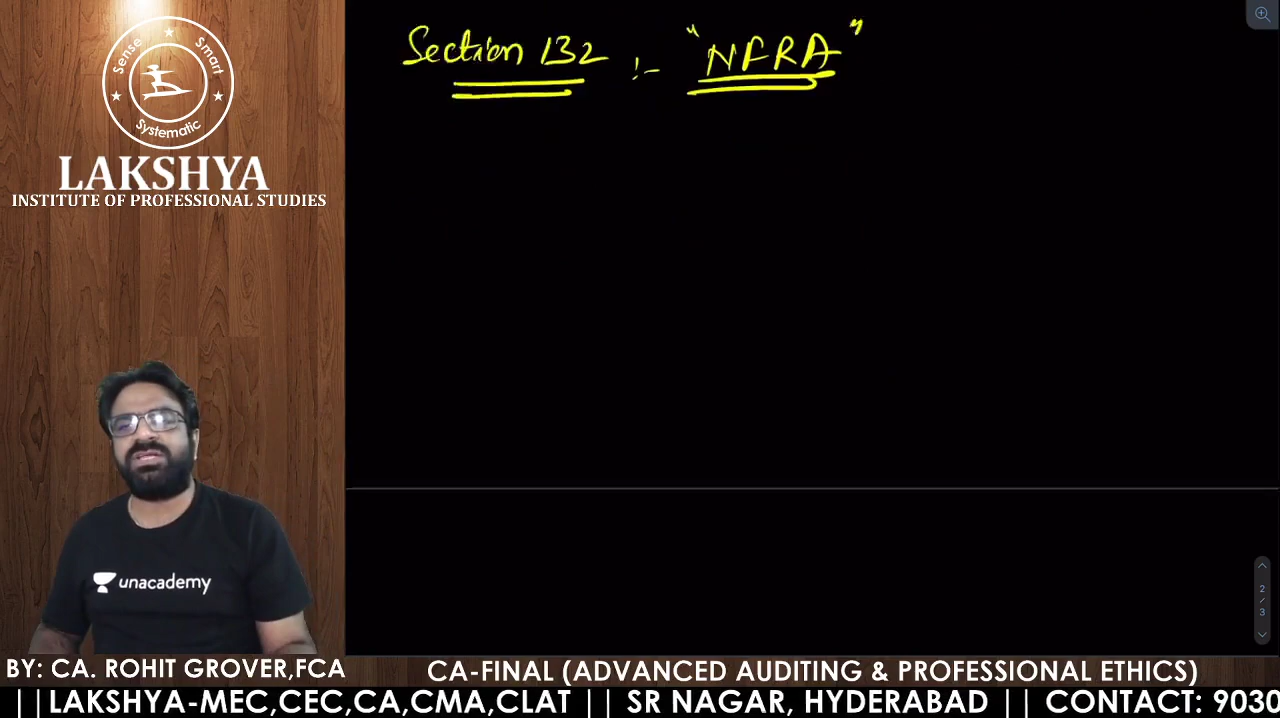 Section 132 :- "NFRA"
Sense
Smart
Systematic
LAKSHYA
INSTITUTE OF PROFESSIONAL STUDIES
unacademy
2
/
3
BY: CA. ROHIT GROVER,FCA
CA-FINAL (ADVANCED AUDITING & PROFESSIONAL ETHICS)
||LAKSHYA-MEC,CEC,CA,CMA,CLAT || SR NAGAR, HYDERABAD || CONTACT: 9030